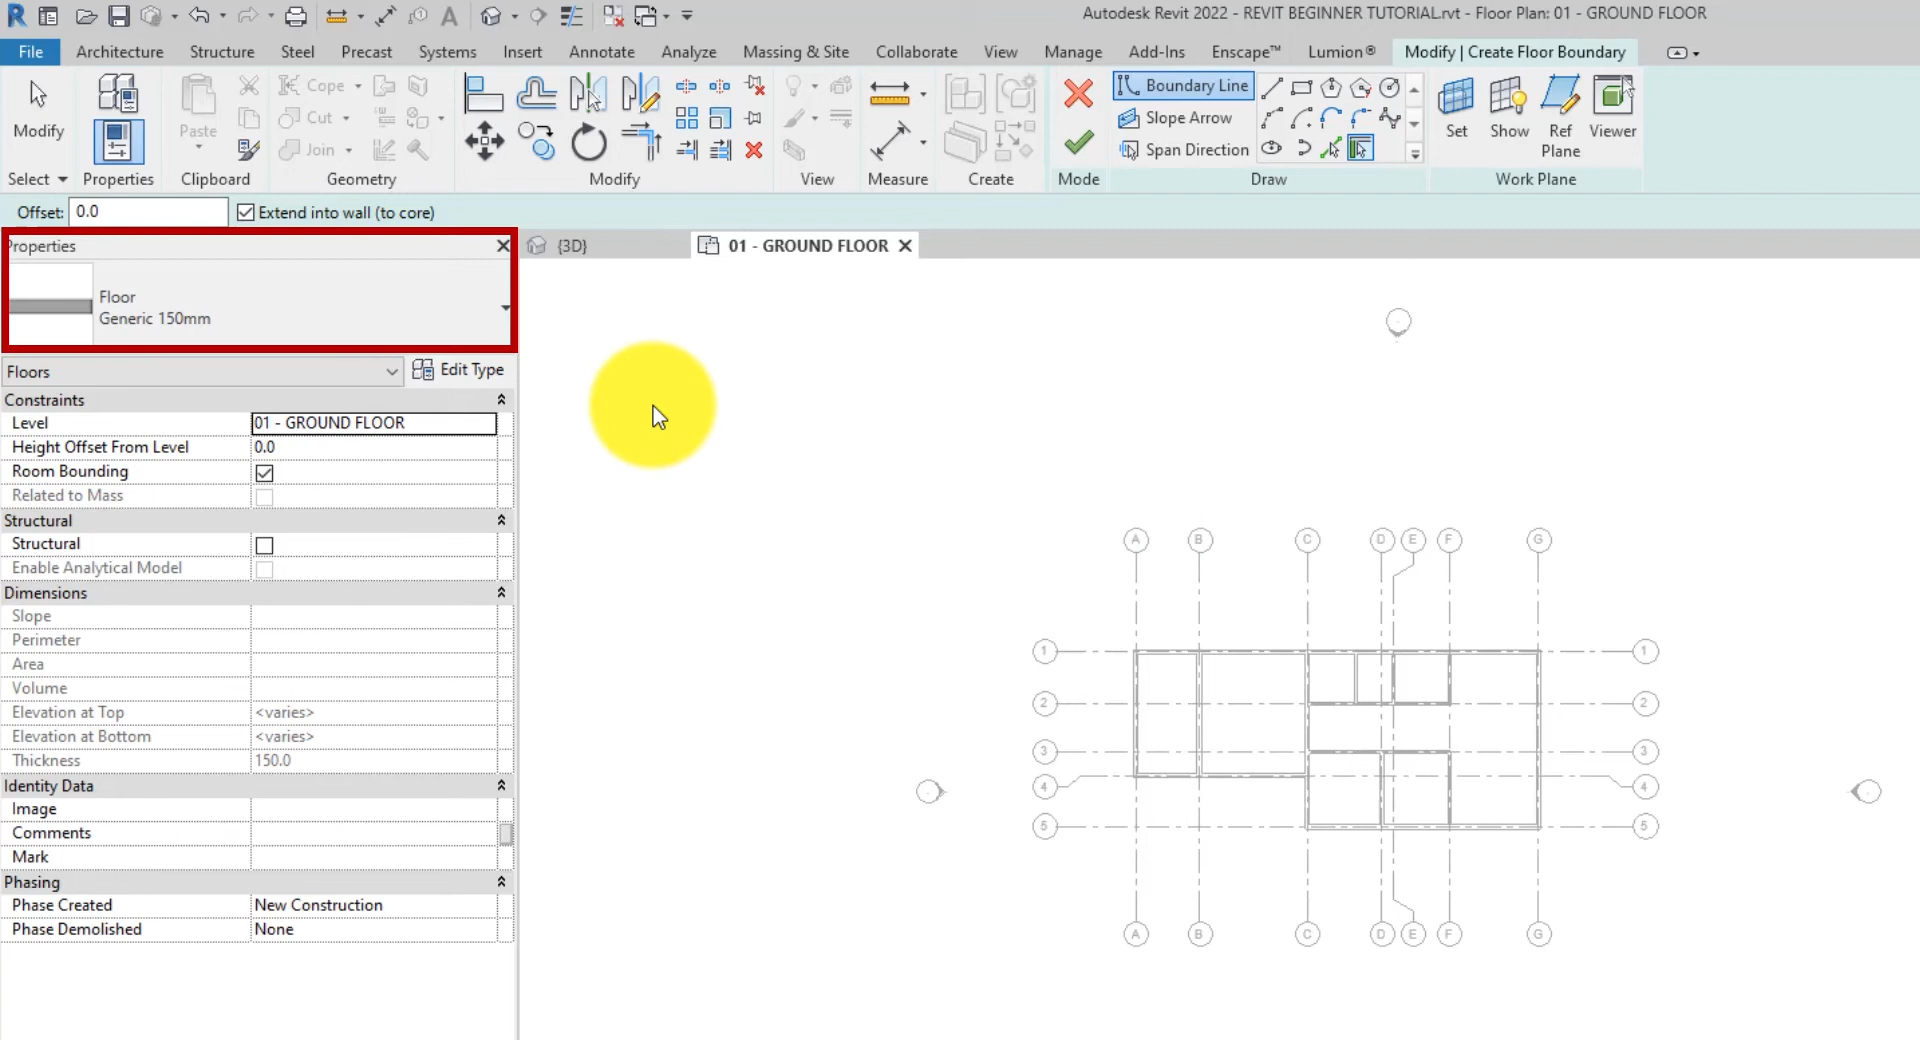 Autodesk Revit 2022 - REVIT BEGINNER TUTORIAL.rvt - Floor Plan: 01 - GROUND FLOOR
File Architecture Structure Steel Precast Systems Insert Annotate Analyze Massing & Site Collaborate View Manage Add-Ins Enscape™ Lumion® Modify | Create Floor Boundary
Modify
Paste
Cope
Cut
Join
Boundary Line
Slope Arrow
Span Direction
Set Show Ref Plane Viewer
Select Properties Clipboard Geometry Modify View Measure Create Mode Draw Work Plane
Offset: 0.0 Extend into wall (to core)
Properties
{3D} 01 - GROUND FLOOR
Floor
Generic 150mm
Floors Edit Type
Constraints
Level 01 - GROUND FLOOR
Height Offset From Level 0.0
Room Bounding
Related to Mass
Structural
Structural
Enable Analytical Model
Dimensions
Slope
Perimeter
Area
Volume
Elevation at Top <varies>
Elevation at Bottom <varies>
Thickness 150.0
Identity Data
Image
Comments
Mark
Phasing
Phase Created New Construction
Phase Demolished None
A B C D E F G
1 1
2 2
3 3
4 4
5 5
A B C D E F G